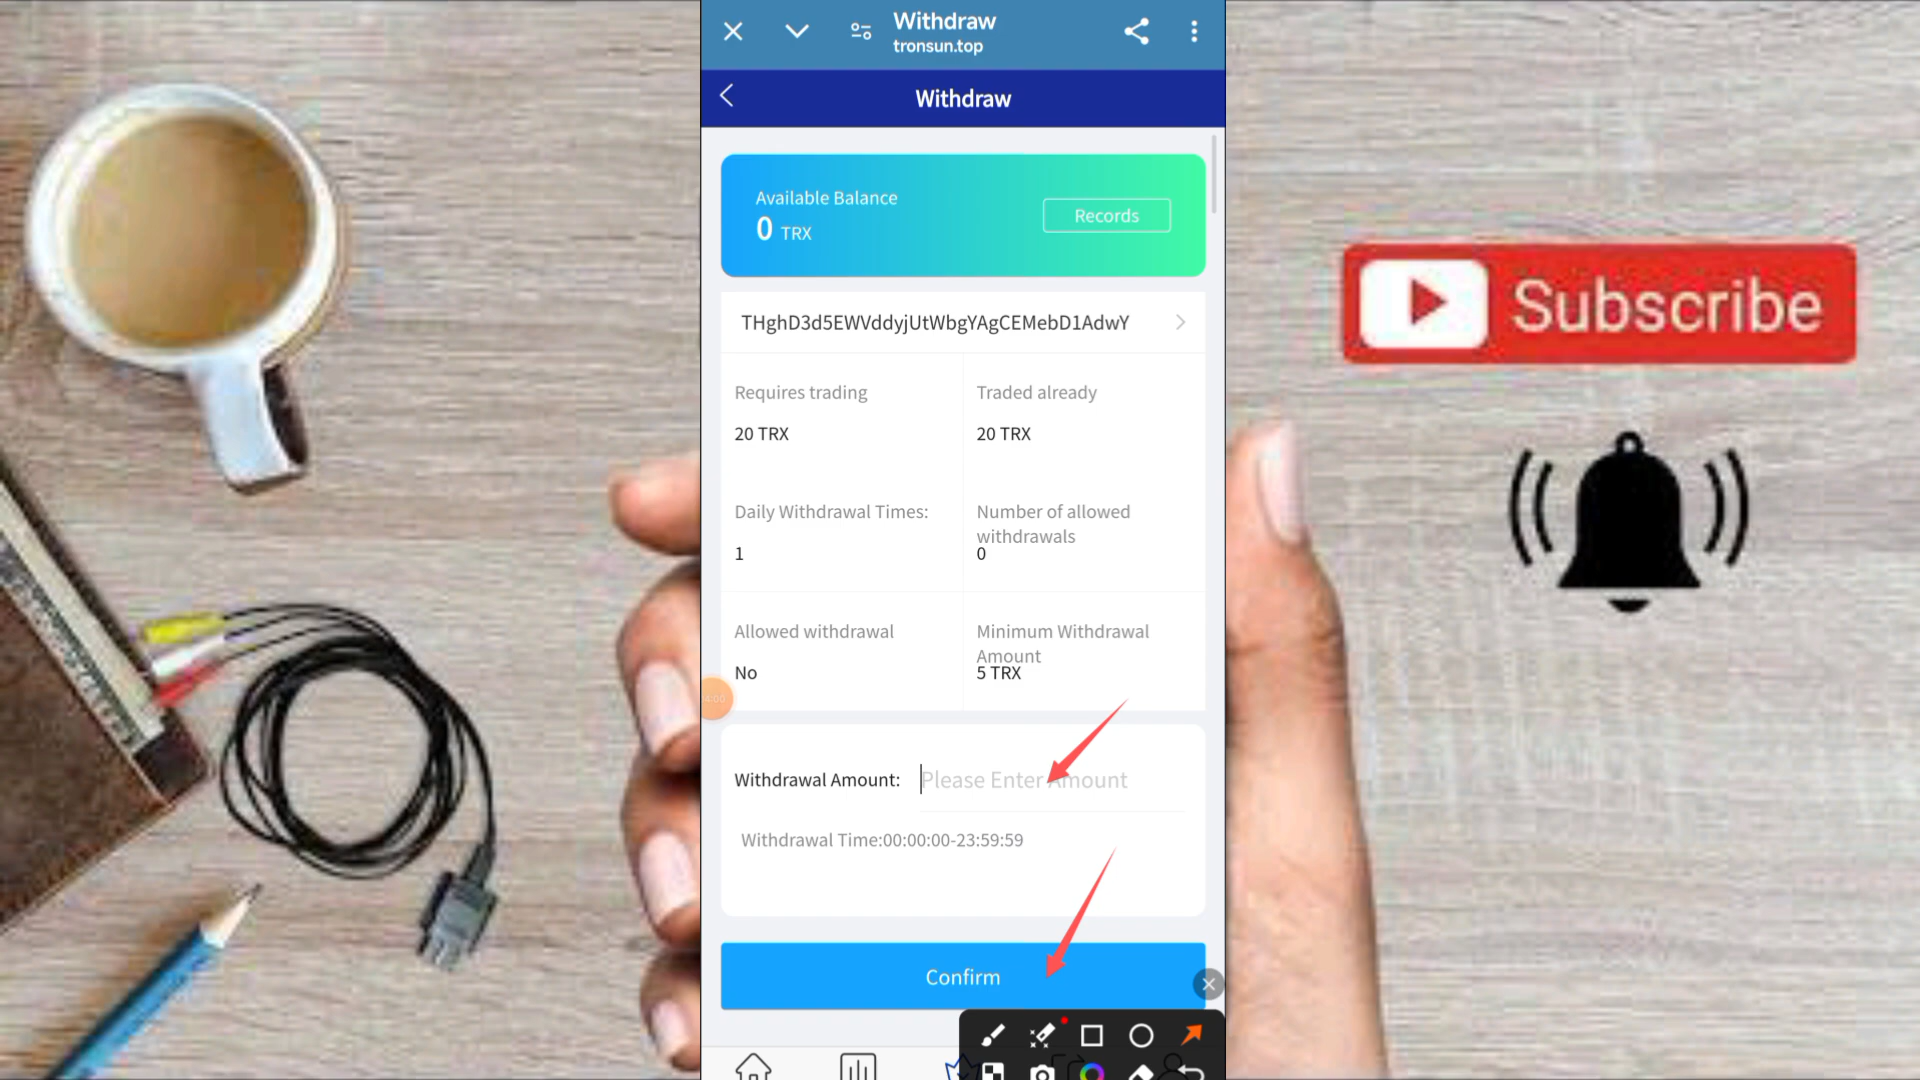 Withdraw
tronsun.top
Withdraw
Available Balance
0 TRX
Records
THghD3d5EWVddyjUtWbgYAgCEMebD1AdwY
Requires trading
20 TRX
Traded already
20 TRX
Daily Withdrawal Times:
1
Number of allowed
withdrawals
0
Allowed withdrawal
No
Minimum Withdrawal
Amount
5 TRX
Withdrawal Amount:
Please Enter Amount
Withdrawal Time:00:00:00-23:59:59
Confirm
Subscribe